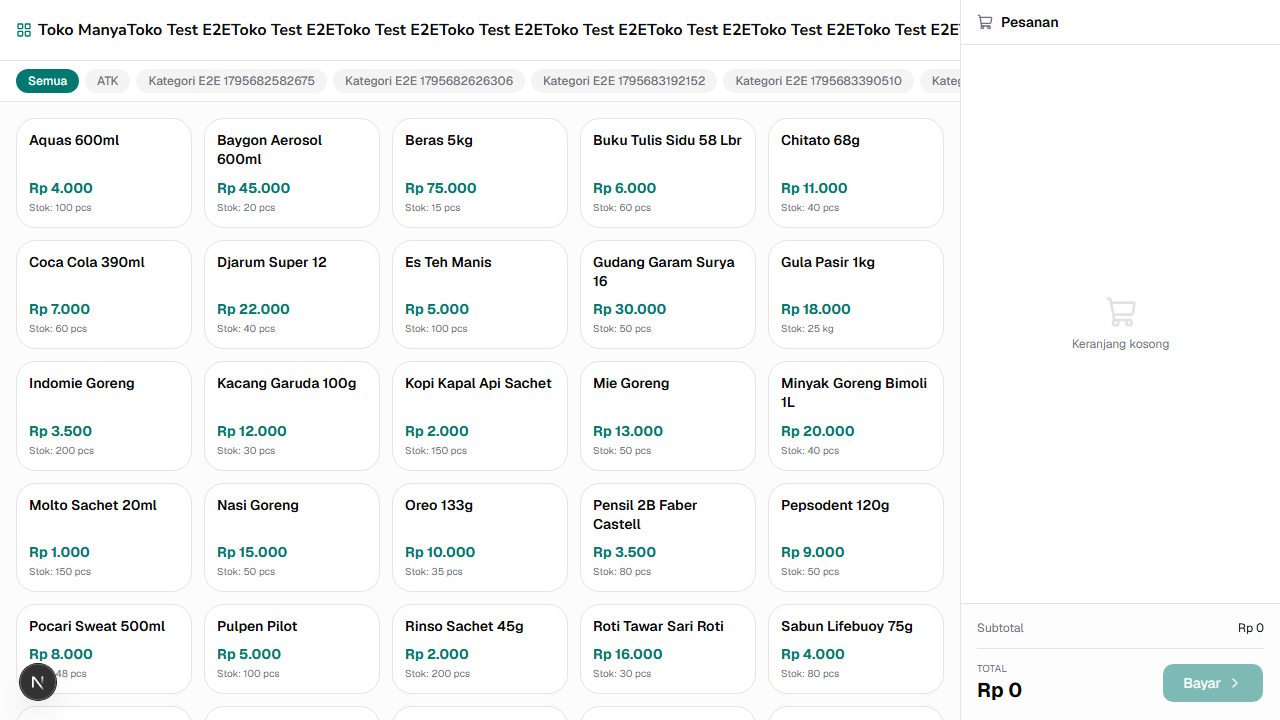 Toko ManyaToko Test E2EToko Test E2EToko Test E2EToko Test E2EToko Test E2EToko Test E2EToko Test E2EToko Test E2E
Pesanan
Semua
ATK
Kategori E2E 1795682582675
Kategori E2E 1795682626306
Kategori E2E 1795683192152
Kategori E2E 1795683390510
Kateg
Aquas 600ml
Rp 4.000
Stok: 100 pcs
Baygon Aerosol
600ml
Rp 45.000
Stok: 20 pcs
Beras 5kg
Rp 75.000
Stok: 15 pcs
Buku Tulis Sidu 58 Lbr
Rp 6.000
Stok: 60 pcs
Chitato 68g
Rp 11.000
Stok: 40 pcs
Coca Cola 390ml
Rp 7.000
Stok: 60 pcs
Djarum Super 12
Rp 22.000
Stok: 40 pcs
Es Teh Manis
Rp 5.000
Stok: 100 pcs
Gudang Garam Surya
16
Rp 30.000
Stok: 50 pcs
Gula Pasir 1kg
Rp 18.000
Stok: 25 kg
Indomie Goreng
Rp 3.500
Stok: 200 pcs
Kacang Garuda 100g
Rp 12.000
Stok: 30 pcs
Kopi Kapal Api Sachet
Rp 2.000
Stok: 150 pcs
Mie Goreng
Rp 13.000
Stok: 50 pcs
Minyak Goreng Bimoli
1L
Rp 20.000
Stok: 40 pcs
Molto Sachet 20ml
Rp 1.000
Stok: 150 pcs
Nasi Goreng
Rp 15.000
Stok: 50 pcs
Oreo 133g
Rp 10.000
Stok: 35 pcs
Pensil 2B Faber
Castell
Rp 3.500
Stok: 80 pcs
Pepsodent 120g
Rp 9.000
Stok: 50 pcs
Pocari Sweat 500ml
Rp 8.000
48 pcs
Pulpen Pilot
Rp 5.000
Stok: 100 pcs
Rinso Sachet 45g
Rp 2.000
Stok: 200 pcs
Roti Tawar Sari Roti
Rp 16.000
Stok: 30 pcs
Sabun Lifebuoy 75g
Rp 4.000
Stok: 80 pcs
N
Keranjang kosong
Subtotal
Rp 0
TOTAL
Rp 0
Bayar